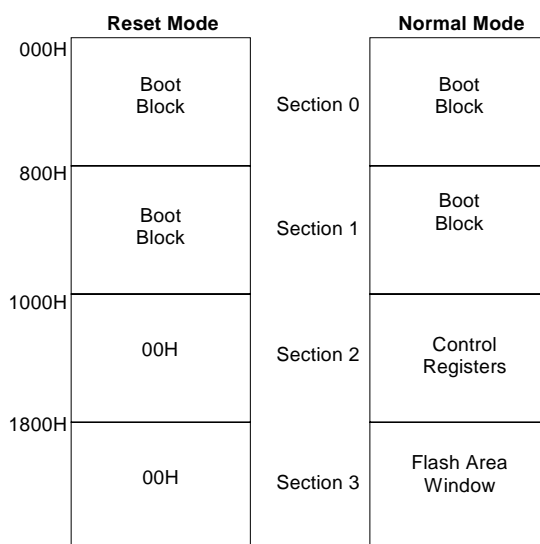 Reset Mode
Normal Mode
000H
Boot
Block
Section 0
Boot
Block
800H
Boot
Block
Section 1
Boot
Block
1000H
00H
Section 2
Control
Registers
1800H
00H
Section 3
Flash Area
Window